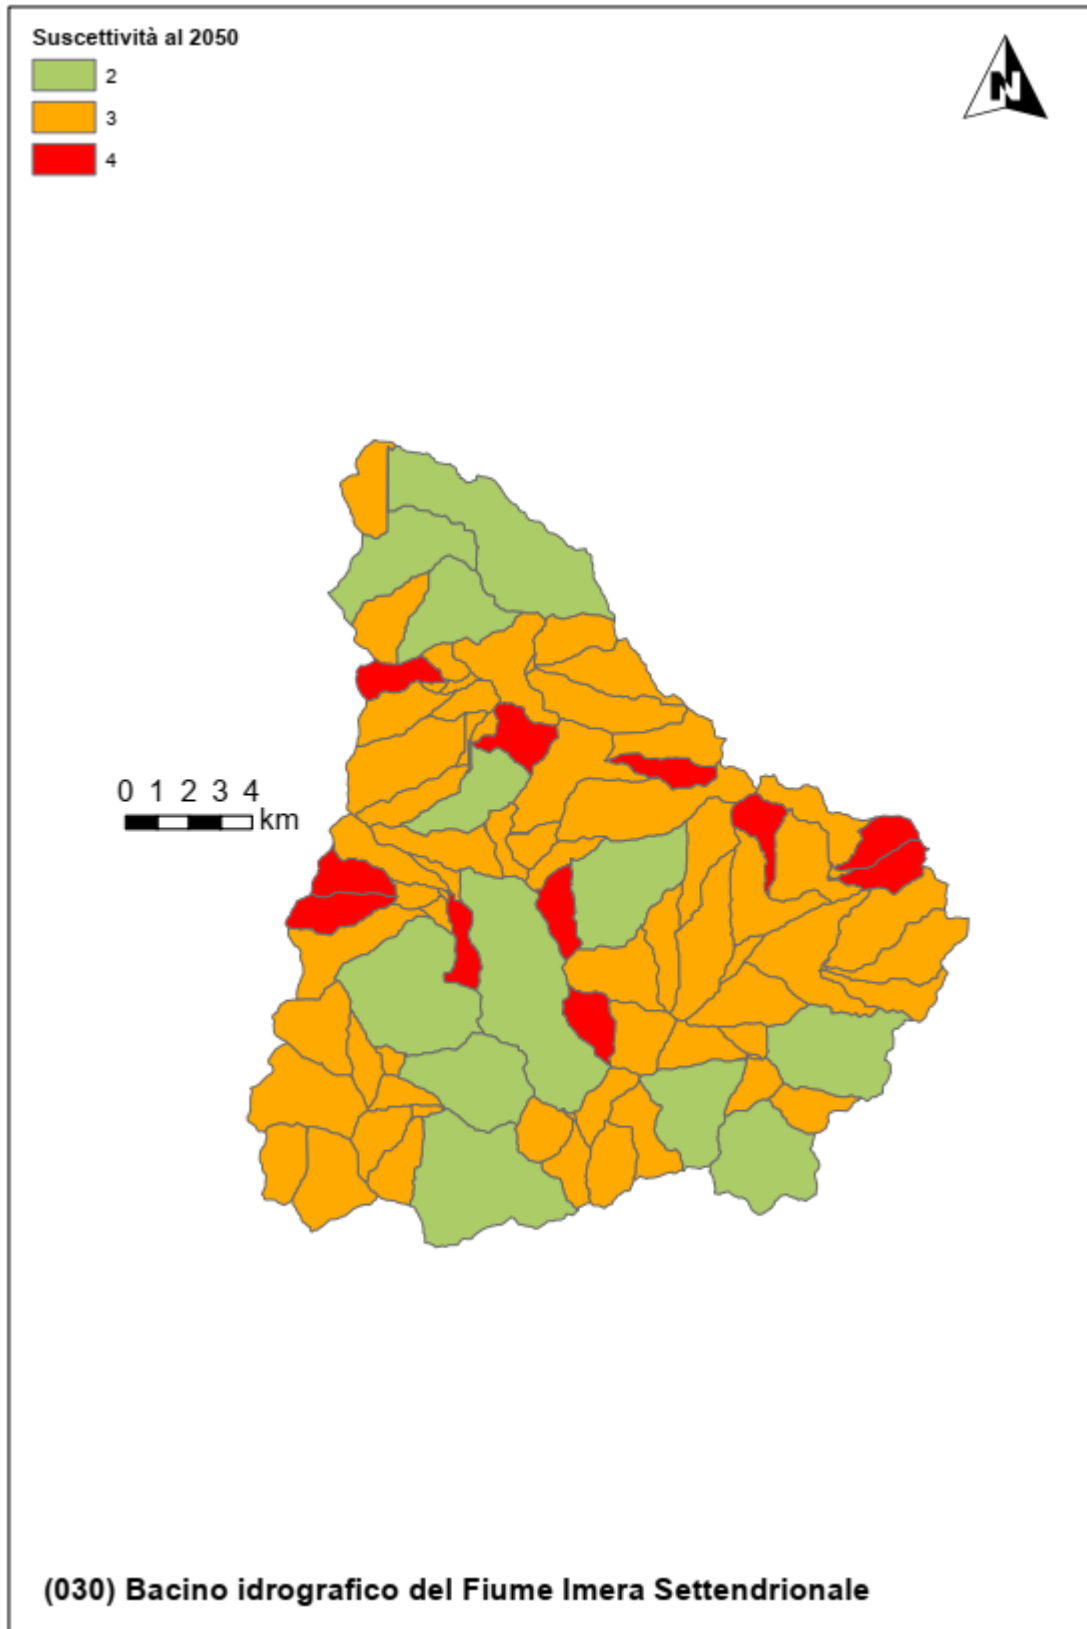 Suscettività al 2050
2
3
4
N
0 1 2 3 4
km
(030) Bacino idrografico del Fiume Imera Settendrionale